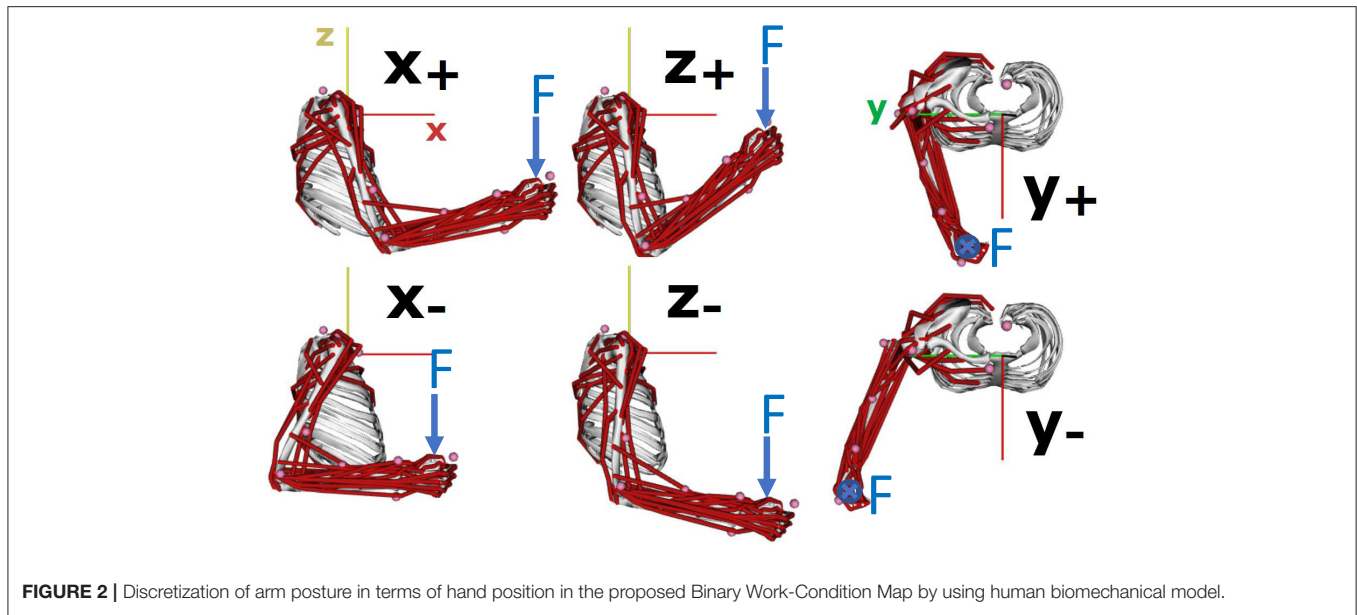 z
x+
x
F
z+
F
y
y+
F
x-
F
z-
F
y-
F
FIGURE 2 | Discretization of arm posture in terms of hand position in the proposed Binary Work-Condition Map by using human biomechanical model.